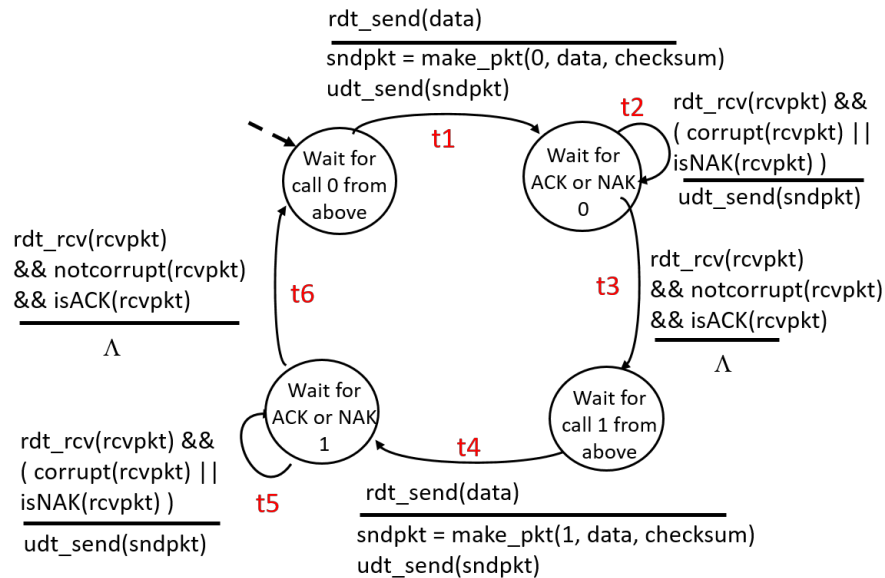 rdt_send(data)
sndpkt = make_pkt(0, data, checksum)
udt_send(sndpkt)
t1
t2
rdt_rcv(rcvpkt) &&
( corrupt(rcvpkt) ||
isNAK(rcvpkt) )
udt_send(sndpkt)
Wait for
call 0 from
above
Wait for
ACK or NAK
0
rdt_rcv(rcvpkt)
&& notcorrupt(rcvpkt)
&& isACK(rcvpkt)
Λ
t6
t3
rdt_rcv(rcvpkt)
&& notcorrupt(rcvpkt)
&& isACK(rcvpkt)
Λ
Wait for
ACK or NAK
1
Wait for
call 1 from
above
rdt_rcv(rcvpkt) &&
( corrupt(rcvpkt) ||
isNAK(rcvpkt) )
udt_send(sndpkt)
t5
t4
rdt_send(data)
sndpkt = make_pkt(1, data, checksum)
udt_send(sndpkt)